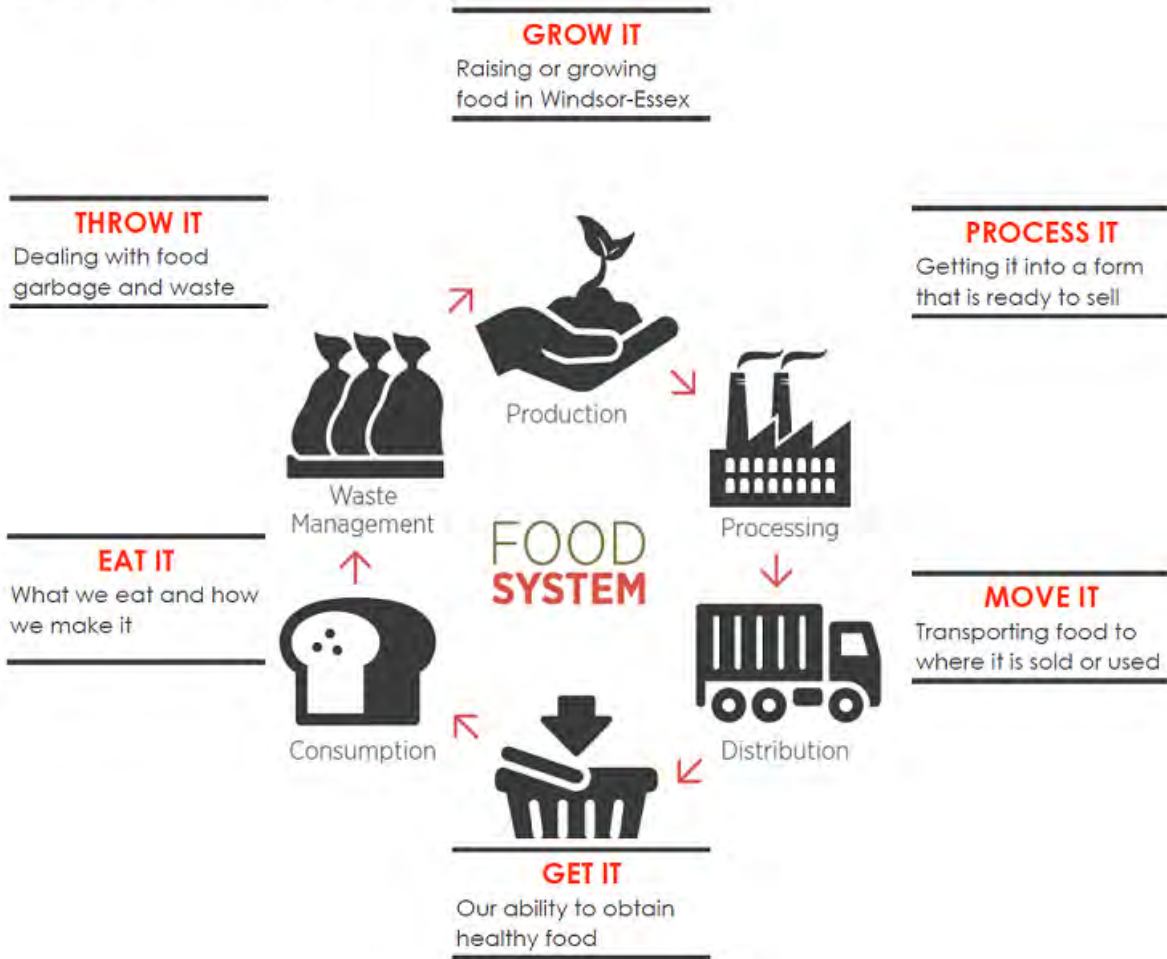 GROW IT
Raising or growing
food in Windsor-Essex
THROW IT
Dealing with food
garbage and waste
PROCESS IT
Getting it into a form
that is ready to sell
Production
Waste
Management
Processing
FOOD
SYSTEM
EAT IT
What we eat and how
we make it
MOVE IT
Transporting food to
where it is sold or used
Consumption
Distribution
GET IT
Our ability to obtain
healthy food